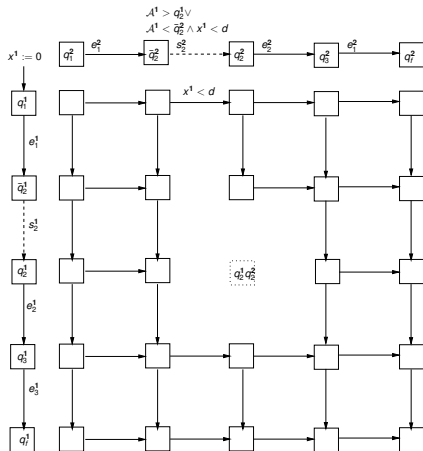 𝒜¹ > q₂¹ ∨
𝒜¹ < q̄₂² ∧ x¹ < d
e₁² s₂² e₂² e₁²
x¹ := 0 q₁² q̄₂² q₂² q₃² q_f²
x¹ < d
q₁¹
e₁¹
q̄₂¹
s₂¹
q₂¹ q₂¹q₂²
e₂¹
q₃¹
e₃¹
q_f¹